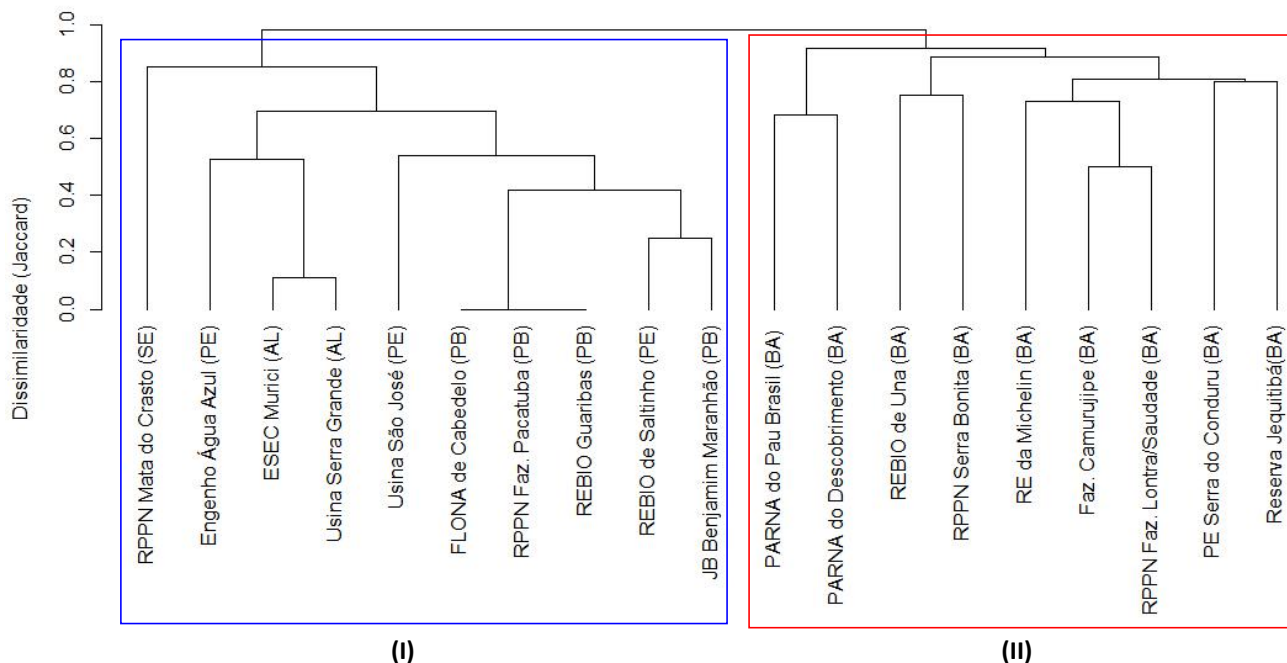 Dissimilaridade (Jaccard)
1.0
0.8
0.6
0.4
0.2
0.0
RPPN Mata do Crasto (SE)
Engenho Água Azul (PE)
ESEC Murici (AL)
Usina Serra Grande (AL)
Usina São José (PE)
FLONA de Cabedelo (PB)
RPPN Faz. Pacatuba (PB)
REBIO Guaribas (PB)
REBIO de Saltinho (PE)
JB Benjamim Maranhão (PB)
PARNA do Pau Brasil (BA)
PARNA do Descobrimento (BA)
REBIO de Una (BA)
RPPN Serra Bonita (BA)
RE da Michelin (BA)
Faz. Camurujipe (BA)
RPPN Faz. Lontra/Saudade (BA)
PE Serra do Conduru (BA)
Reserva Jequitibá(BA)
(I)
(II)